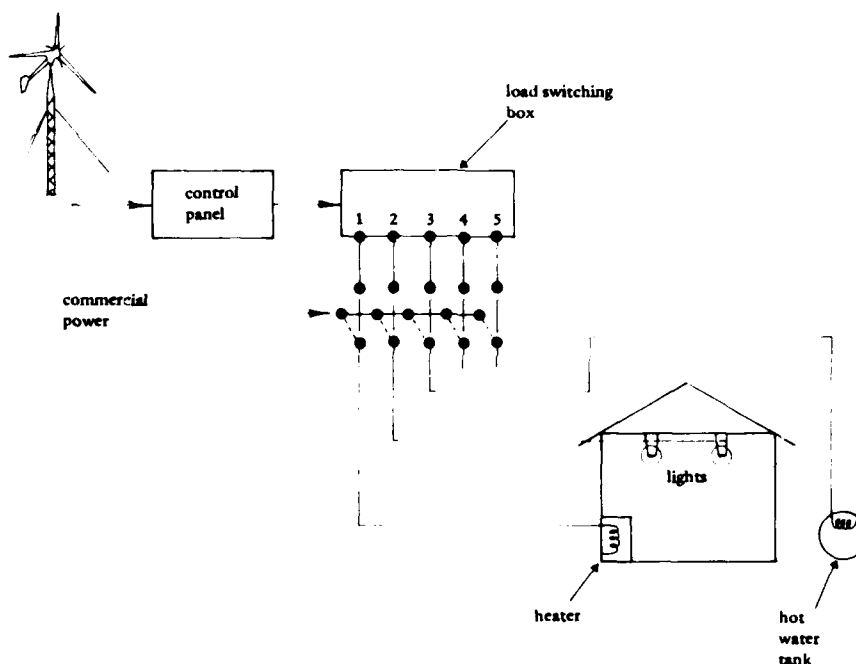 load switching
box
control
panel
1 2 3 4 5
commercial
power
lights
heater
hot
water
tank